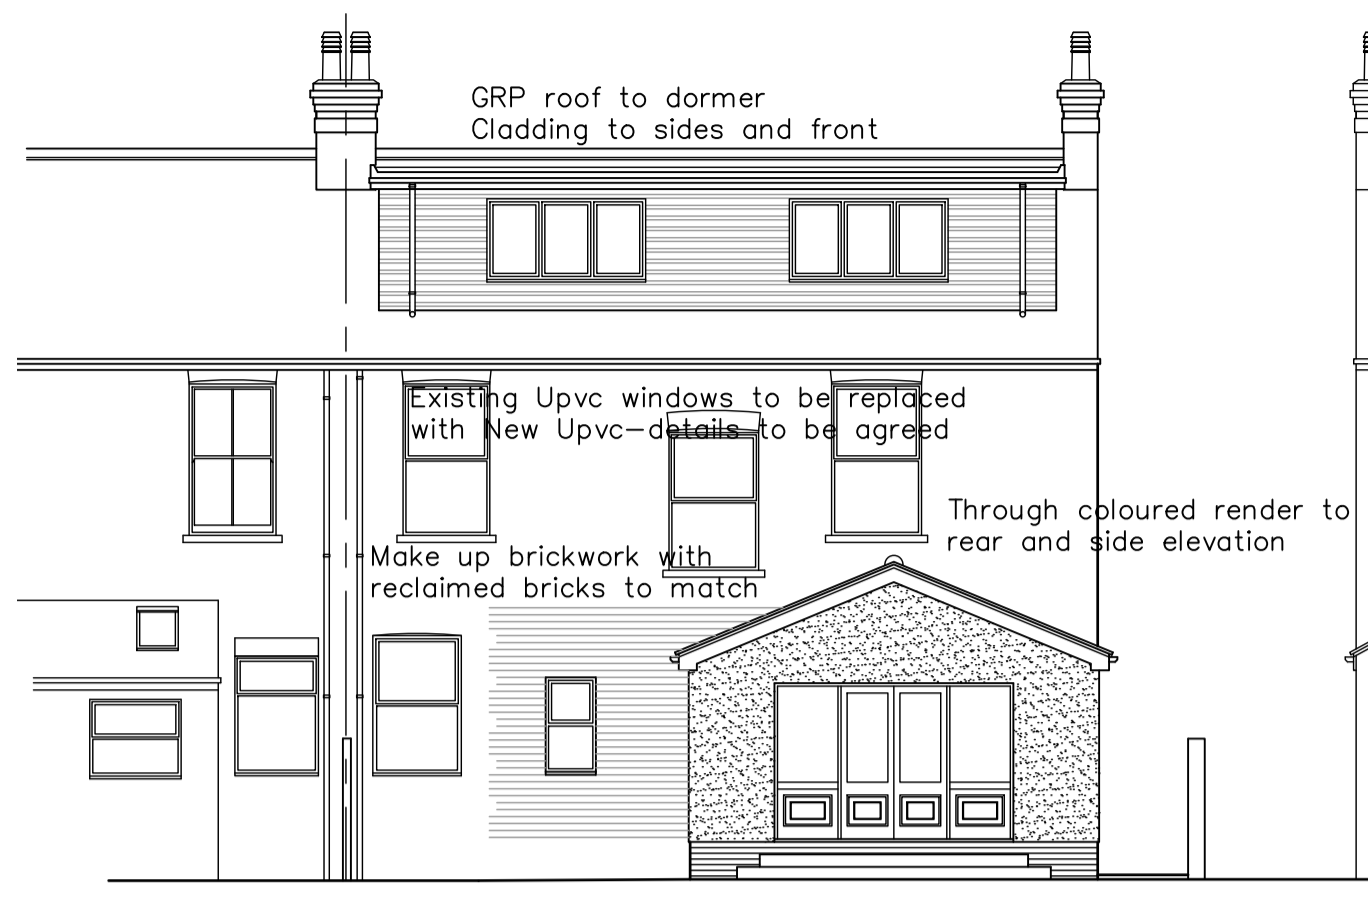 GRP roof to dormer
Cladding to sides and front
Existing Upvc windows to be replaced
with New Upvc-details to be agreed
Through coloured render to
rear and side elevation
Make up brickwork with
reclaimed bricks to match